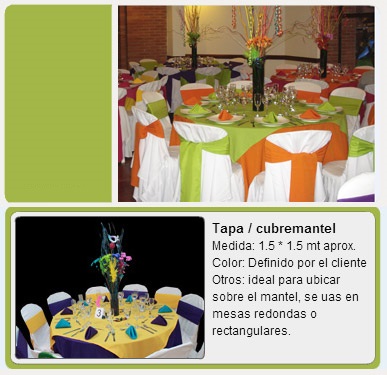 Tapa / cubremantel
Medida: 1.5 * 1.5 mt aprox.
Color: Definido por el cliente
Otros: ideal para ubicar
sobre el mantel, se uas en
mesas redondas o
rectangulares.
3